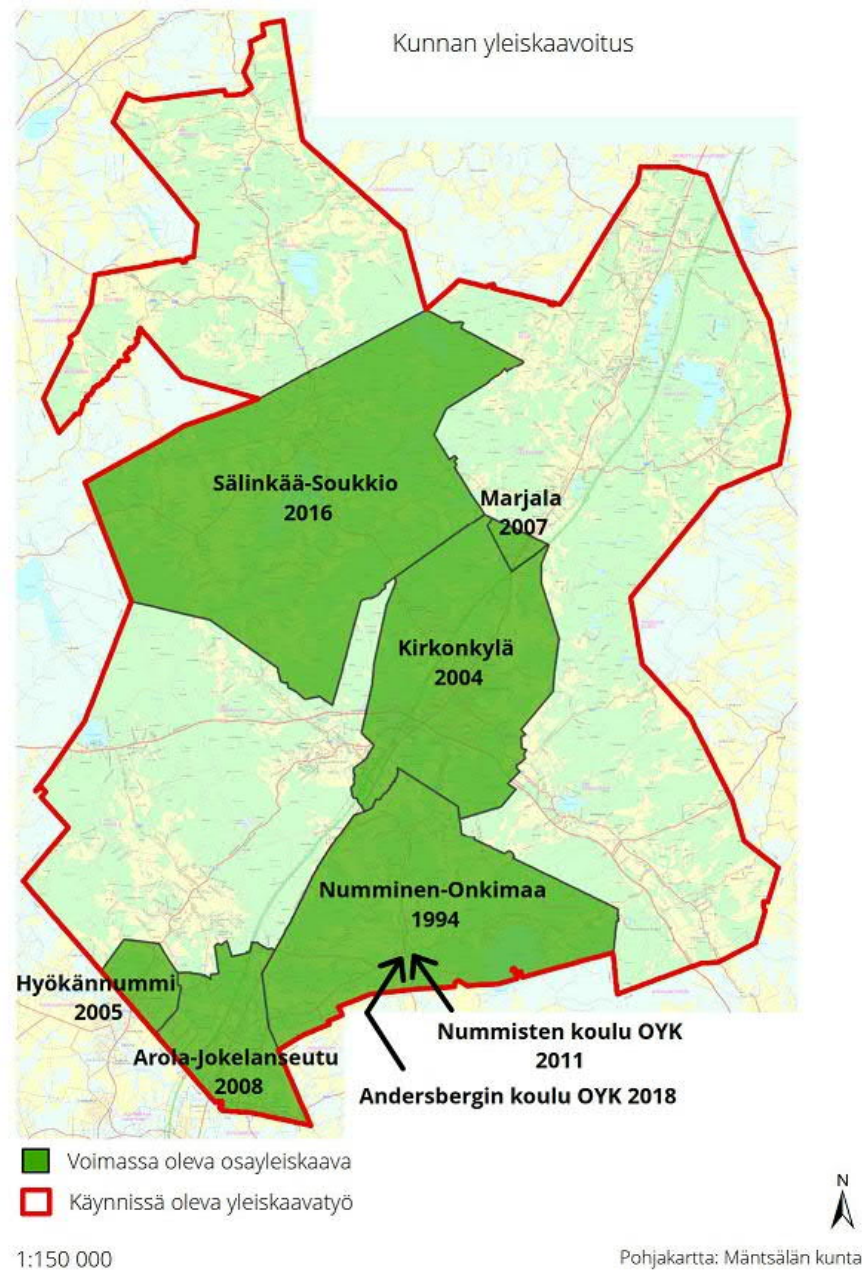 Kunnan yleiskaavoitus
Sälinkää-Soukkio
2016
Marjala
2007
Kirkonkylä
2004
Numminen-Onkimaa
1994
Hyökännummi
2005
Arola-Jokelanseutu
2008
Nummisten koulu OYK
2011
Andersbergin koulu OYK 2018
Voimassa oleva osayleiskaava
Käynnissä oleva yleiskaavatyö
N
1:150 000
Pohjakartta: Mäntsälän kunta